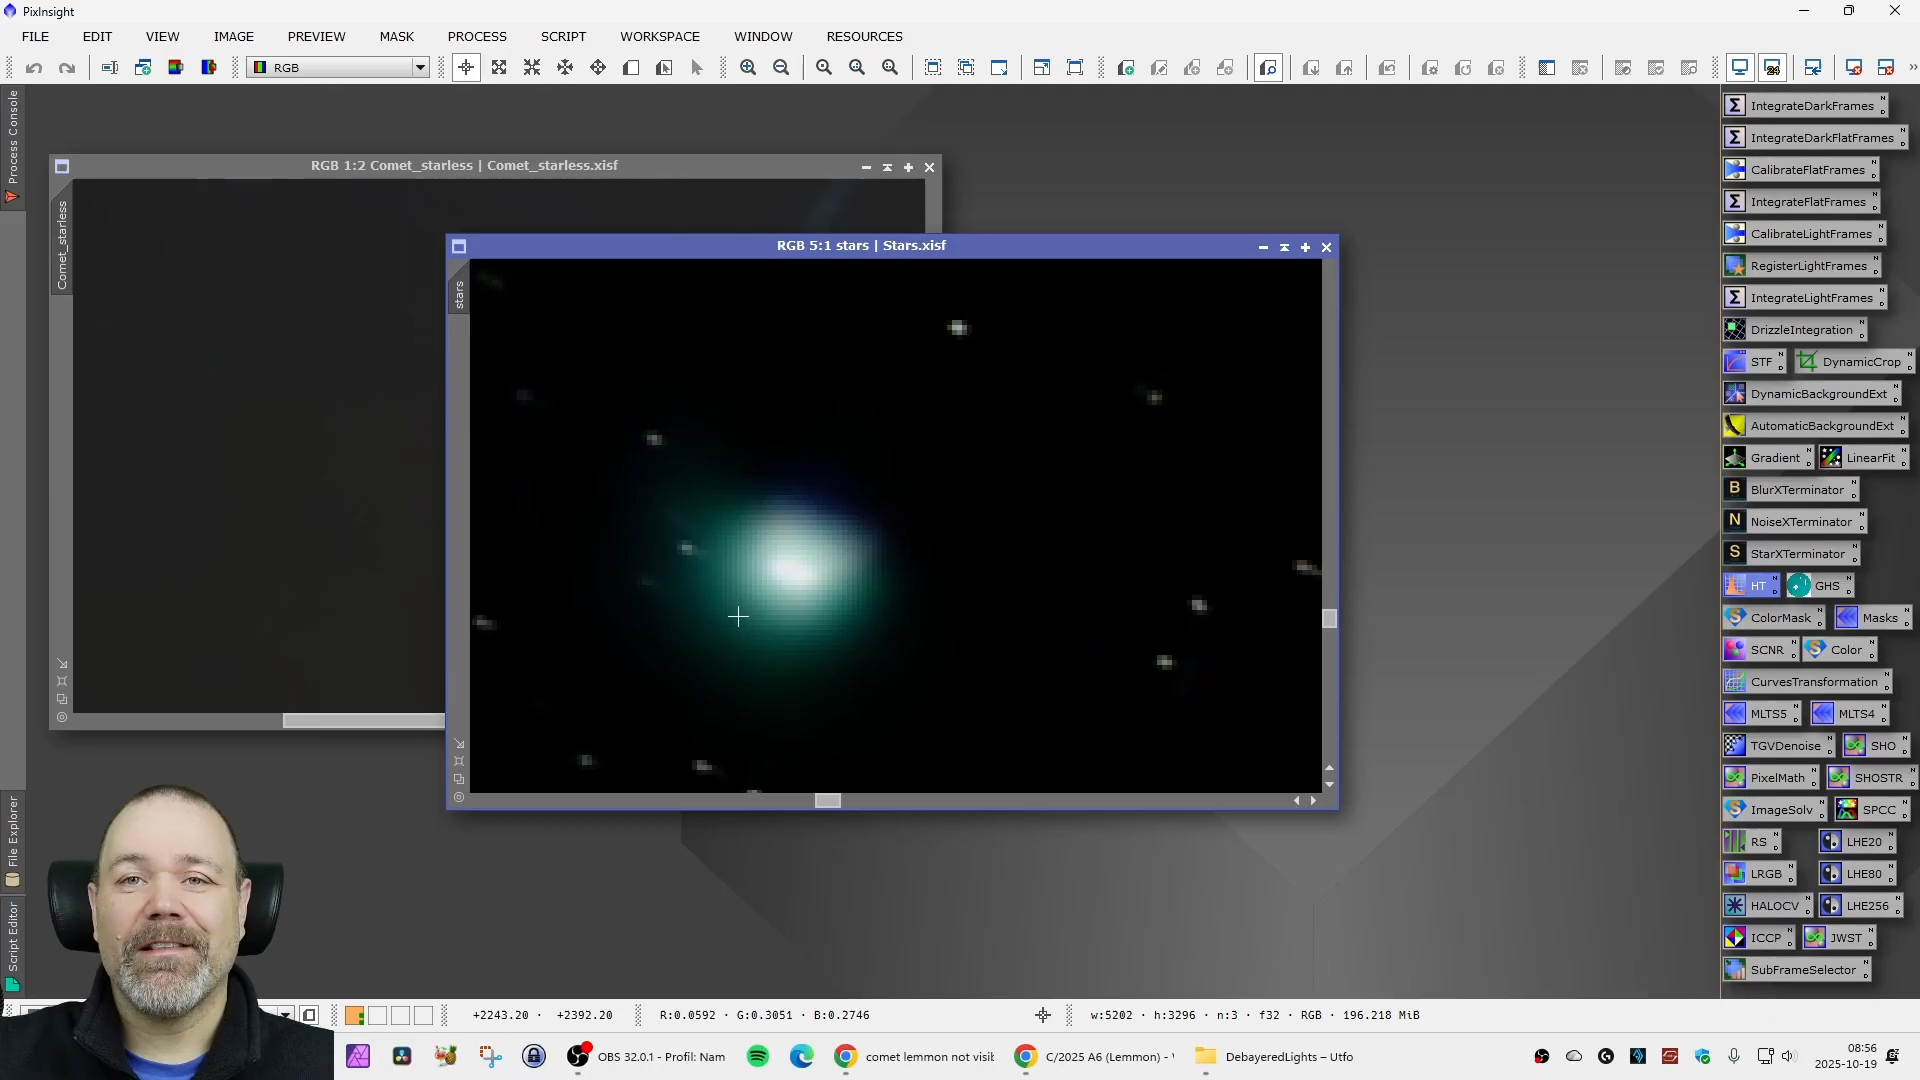 PixInsight
FILE EDIT VIEW IMAGE PREVIEW MASK PROCESS SCRIPT WORKSPACE WINDOW RESOURCES
RGB
24
Process Console
File Explorer
Script Editor
RGB 1:2 Comet_starless | Comet_starless.xisf
Comet_starless
RGB 5:1 stars | Stars.xisf
stars
IntegrateDarkFrames
IntegrateDarkFlatFrames
CalibrateFlatFrames
IntegrateFlatFrames
CalibrateLightFrames
RegisterLightFrames
IntegrateLightFrames
DrizzleIntegration
STF DynamicCrop
DynamicBackgroundExt
AutomaticBackgroundExt
Gradient LinearFit
B BlurXTerminator
N NoiseXTerminator
S StarXTerminator
HT GHS
ColorMask Masks
SCNR Color
CurvesTransformation
MLTS5 MLTS4
TGVDenoise SHO
PixelMath SHOSTR
ImageSolv SPCC
RS LHE20
LRGB LHE80
HALOCV LHE256
ICCP JWST
SubFrameSelector
+2243.20 · +2392.20 R:0.0592 · G:0.3051 · B:0.2746 w:5202 · h:3296 · n:3 · f32 · RGB · 196.218 MiB
OBS 32.0.1 - Profil: Nam comet lemmon not visit C/2025 A6 (Lemmon) - DebayeredLights – Utfo
08:56
2025-10-19